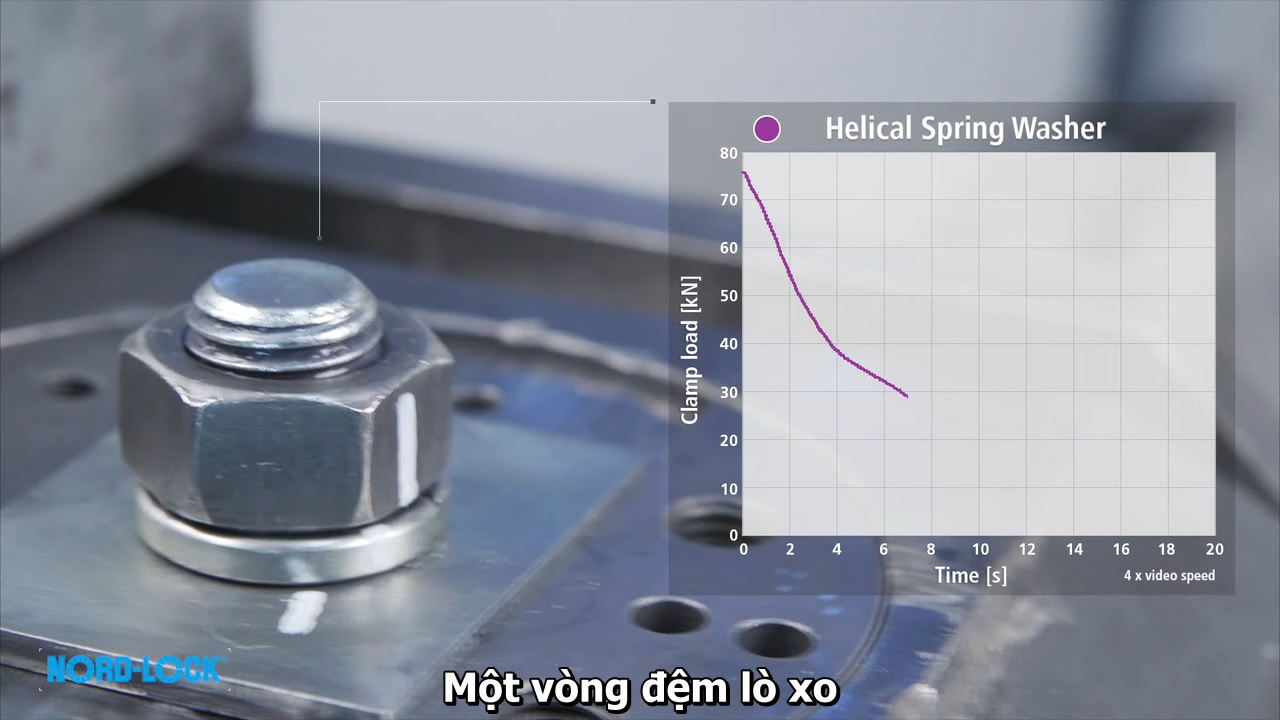 Helical Spring Washer
80
70
60
50
40
30
20
10
0
Clamp load [kN]
0 2 4 6 8 10 12 14 16 18 20
Time [s]
4 x video speed
NORD-LOCK
Một vòng đệm lò xo